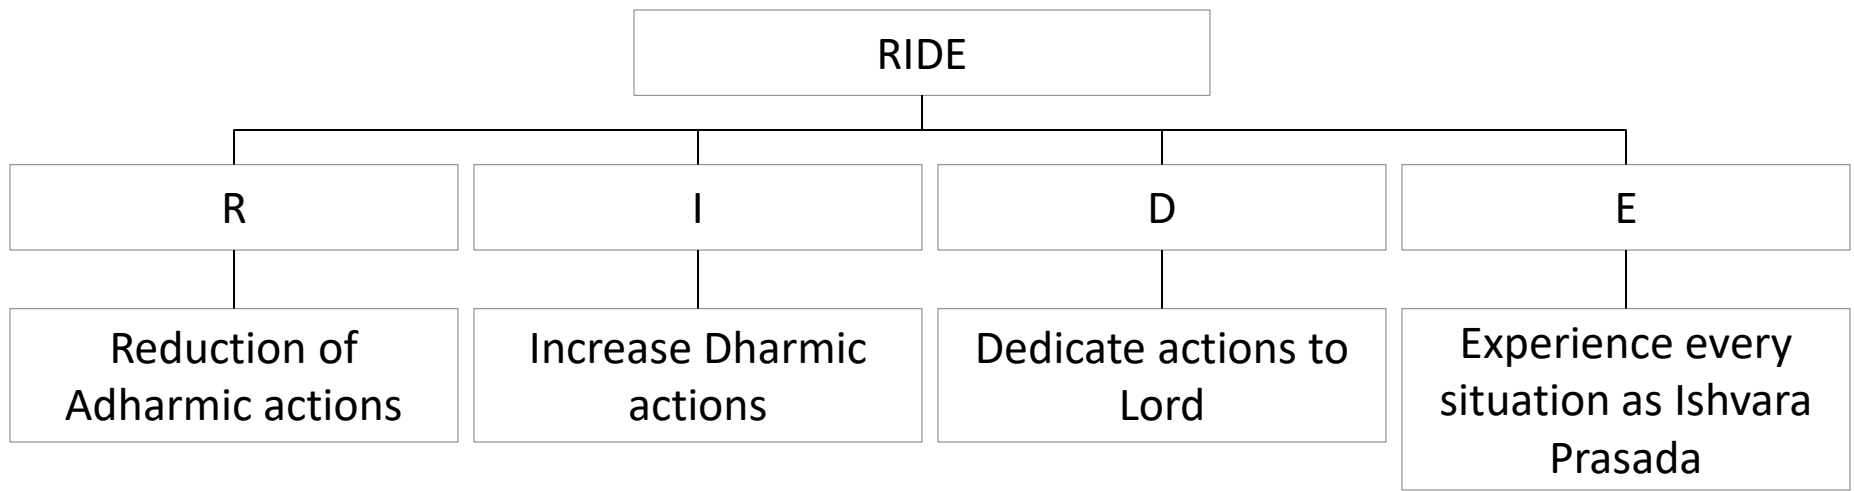 RIDE
R
I
D
E
Reduction of
Adharmic actions
Increase Dharmic
actions
Dedicate actions to
Lord
Experience every
situation as Ishvara
Prasada